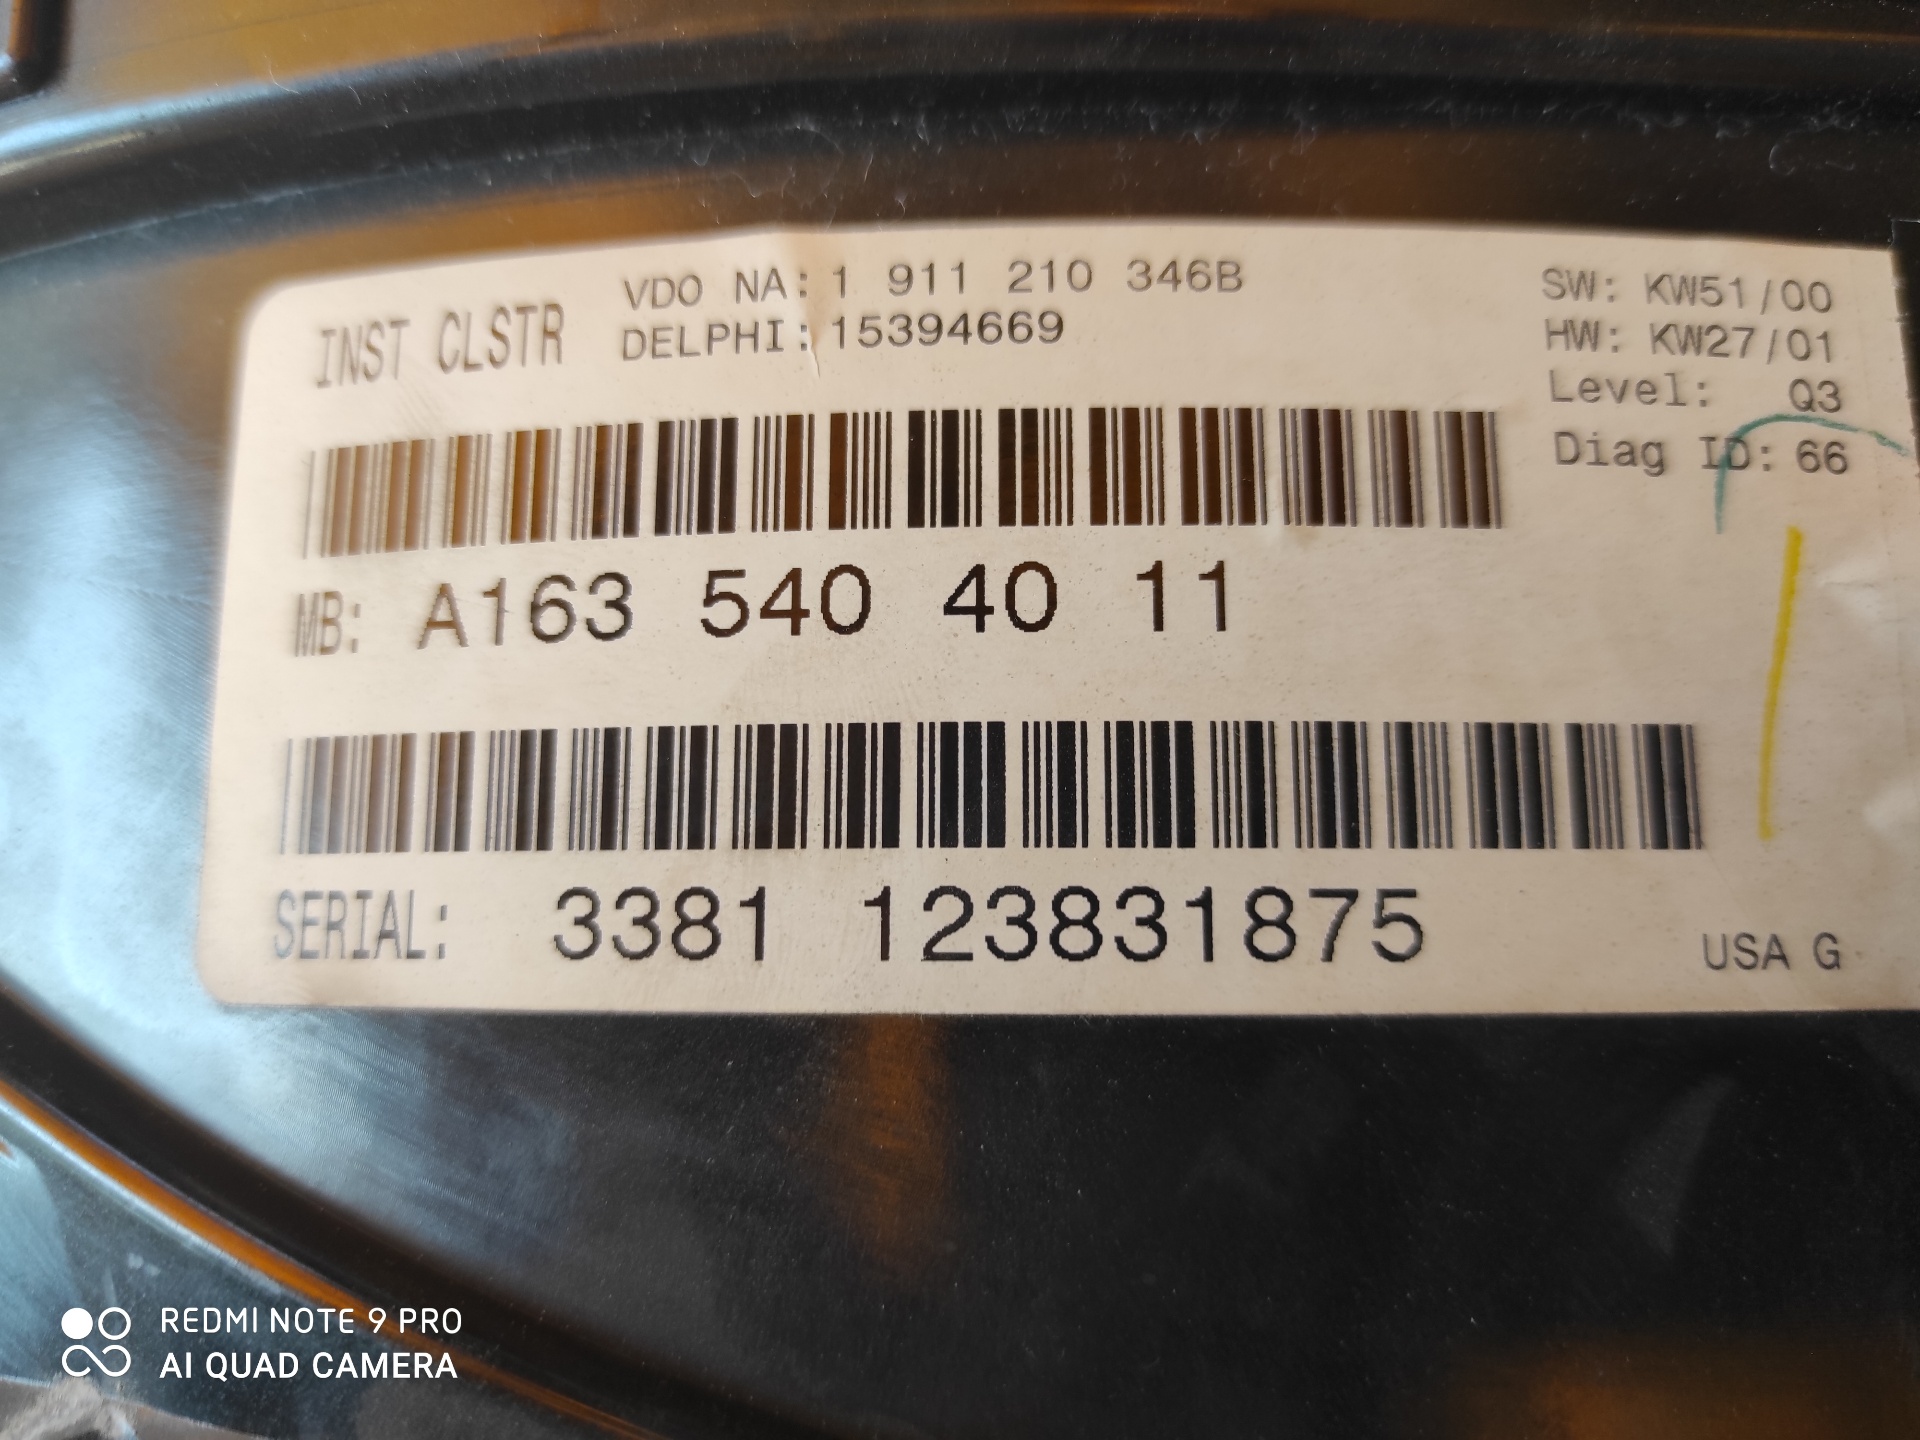 INST CLSTR
VDO NA: 1 911 210 346B
DELPHI: 15394669
SW: KW51/00
HW: KW27/01
Level: Q3
Diag ID: 66
MB: A163 540 40 11
SERIAL: 3381 123831875
USA G
REDMI NOTE 9 PRO
AI QUAD CAMERA